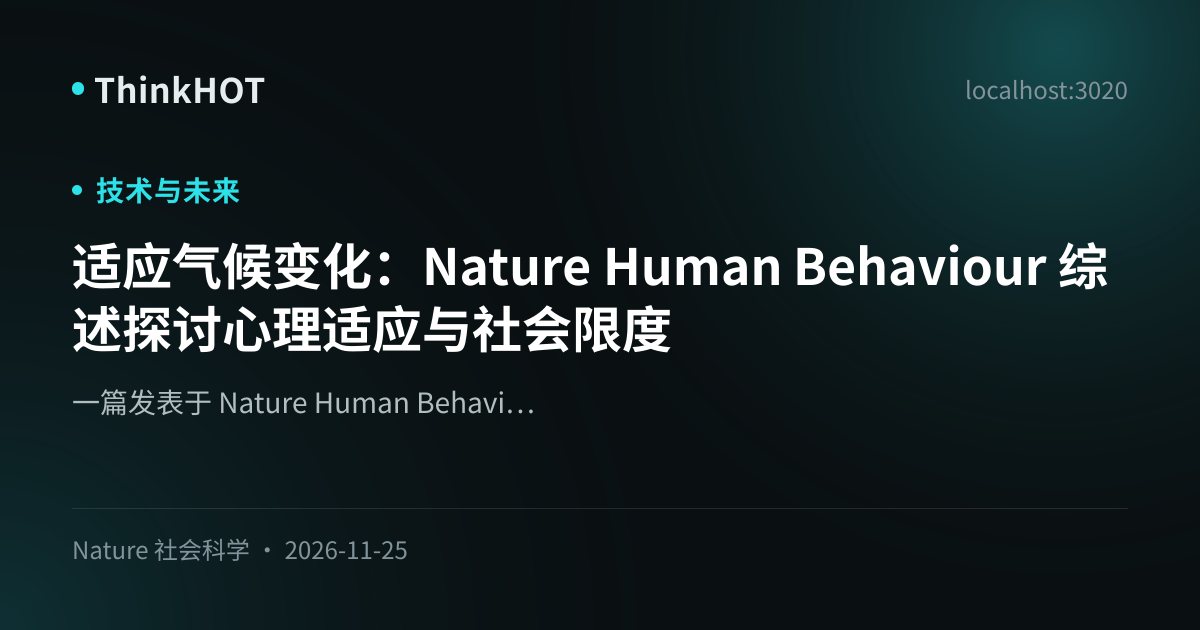 ThinkHOT
localhost:3020
技术与未来
适应气候变化：Nature Human Behaviour 综
述探讨心理适应与社会限度
一篇发表于 Nature Human Behavi…
Nature 社会科学 • 2026-11-25